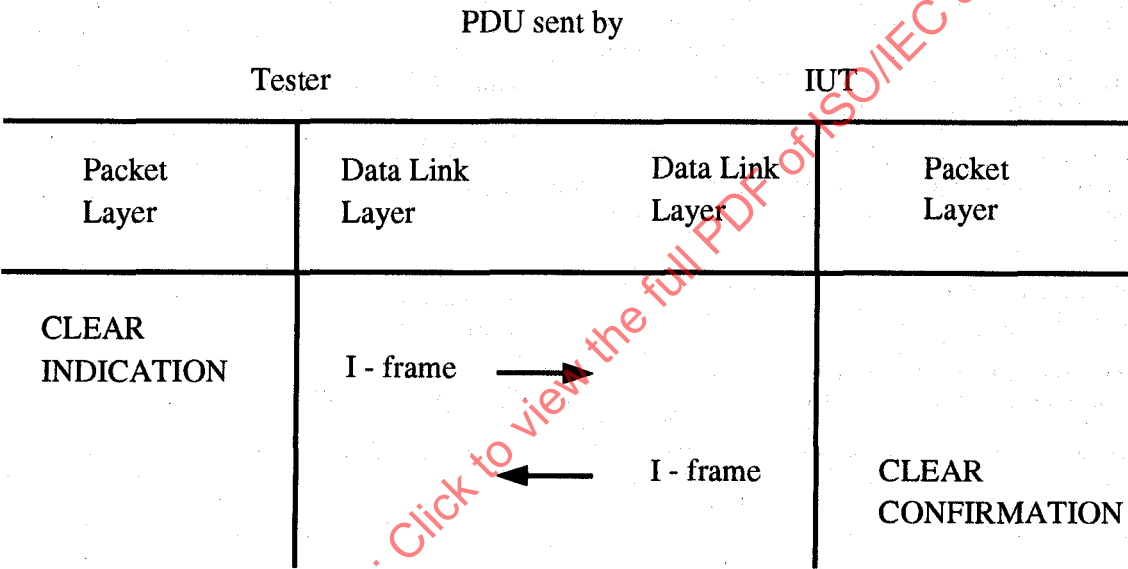 PDU sent by
Tester IUT
Packet Layer
Data Link Layer
Data Link Layer
Packet Layer
CLEAR INDICATION
I - frame
I - frame
CLEAR CONFIRMATION
. Click to view the full PDF of ISO/IEC